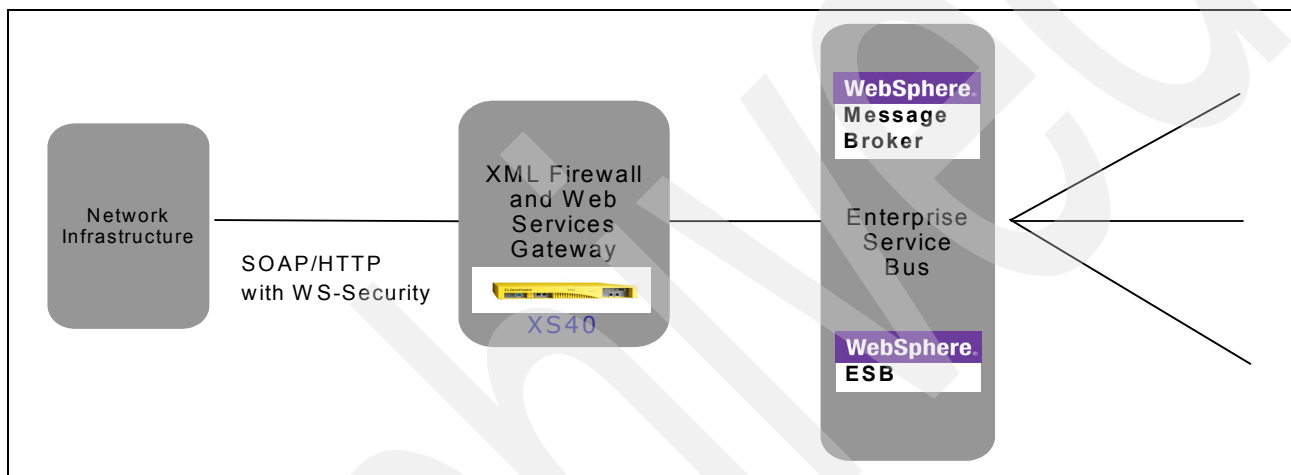 Network
Infrastructure
SOAP/HTTP
with WS-Security
XML Firewall
and Web
Services
Gateway
XS40
WebSphere.
Message
Broker
Enterprise
Service
Bus
WebSphere.
ESB